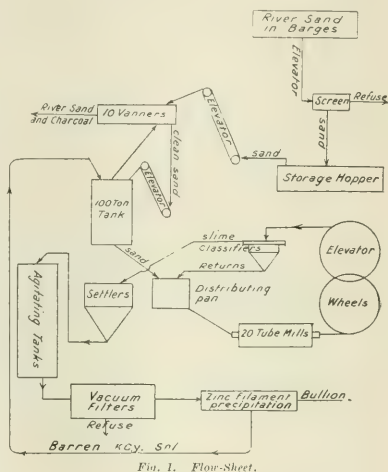 River Sand
in Barges
Elevator
Screen
Refuse
sand
Storage Hopper
sand
Elevator
10 Vanners
River Sand
and Charcoal
clean sand
Elevator
100 Ton
Tank
sand
slime
Classifiers
Returns
Elevator
Wheels
Settlers
Distributing
pan
20 Tube Mills
Agitating Tanks
Vacuum
Filters
Refuse
Zinc Filament
precipitation
Bullion
Barren KCy. Sol
Fig. 1. Flow-Sheet.